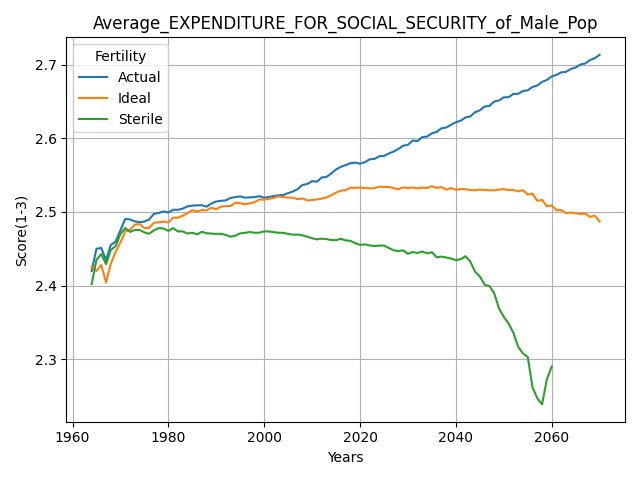 Average_EXPENDITURE_FOR_SOCIAL_SECURITY_of_Male_Pop
Fertility
Actual
Ideal
Sterile
Score(1-3)
2.7
2.6
2.5
2.4
2.3
1960 1980 2000 2020 2040 2060
Years